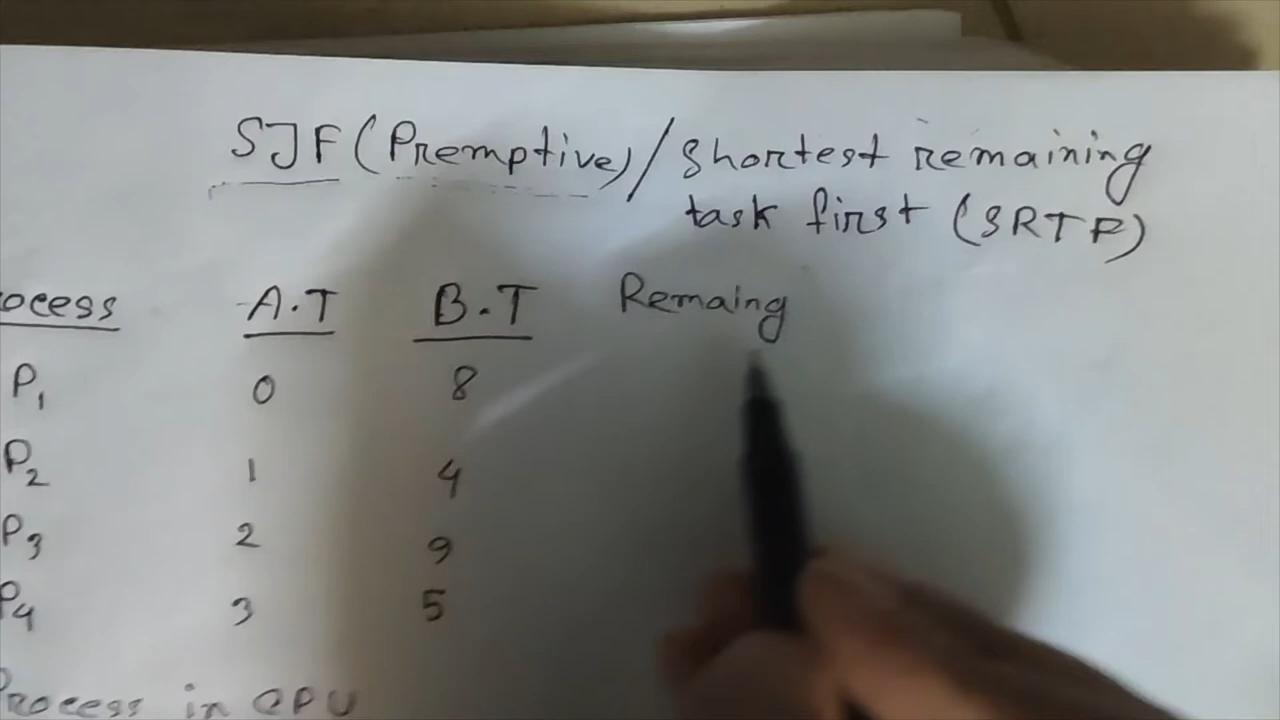 SJF (Premptive) / Shortest remaining
task first (SRTF)
ocess A.T B.T Remaing
P1 0 8
P2 1 4
P3 2 9
P4 3 5
Process in CPU